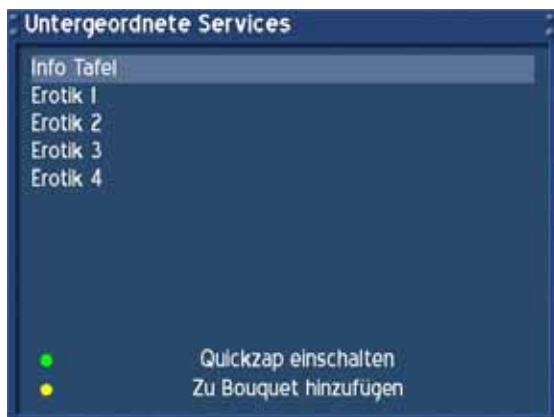 Untergeordnete Services
Info Tafel
Erotik 1
Erotik 2
Erotik 3
Erotik 4
Quickzap einschalten
Zu Bouquet hinzufügen